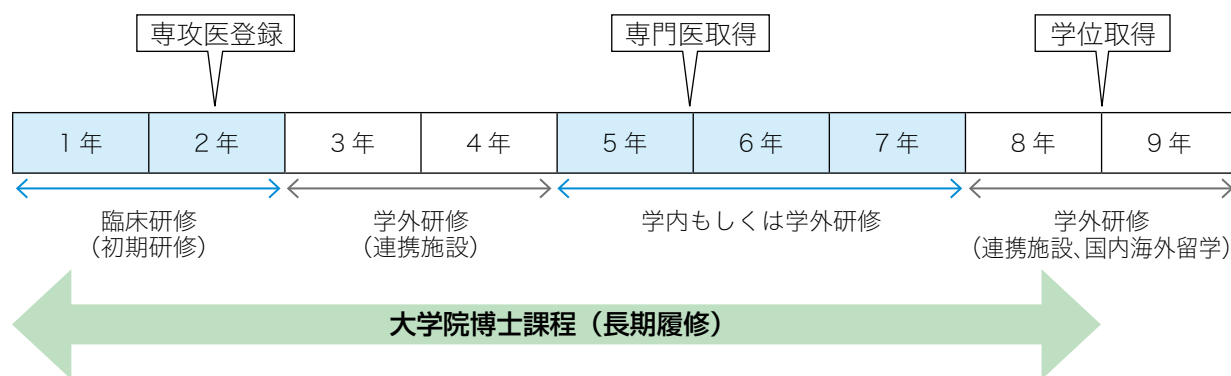 専攻医登録
専門医取得
学位取得
1年
2年
3年
4年
5年
6年
7年
8年
9年
臨床研修
(初期研修)
学外研修
(連携施設)
学内もしくは学外研修
学外研修
(連携施設、国内海外留学)
大学院博士課程（長期履修）